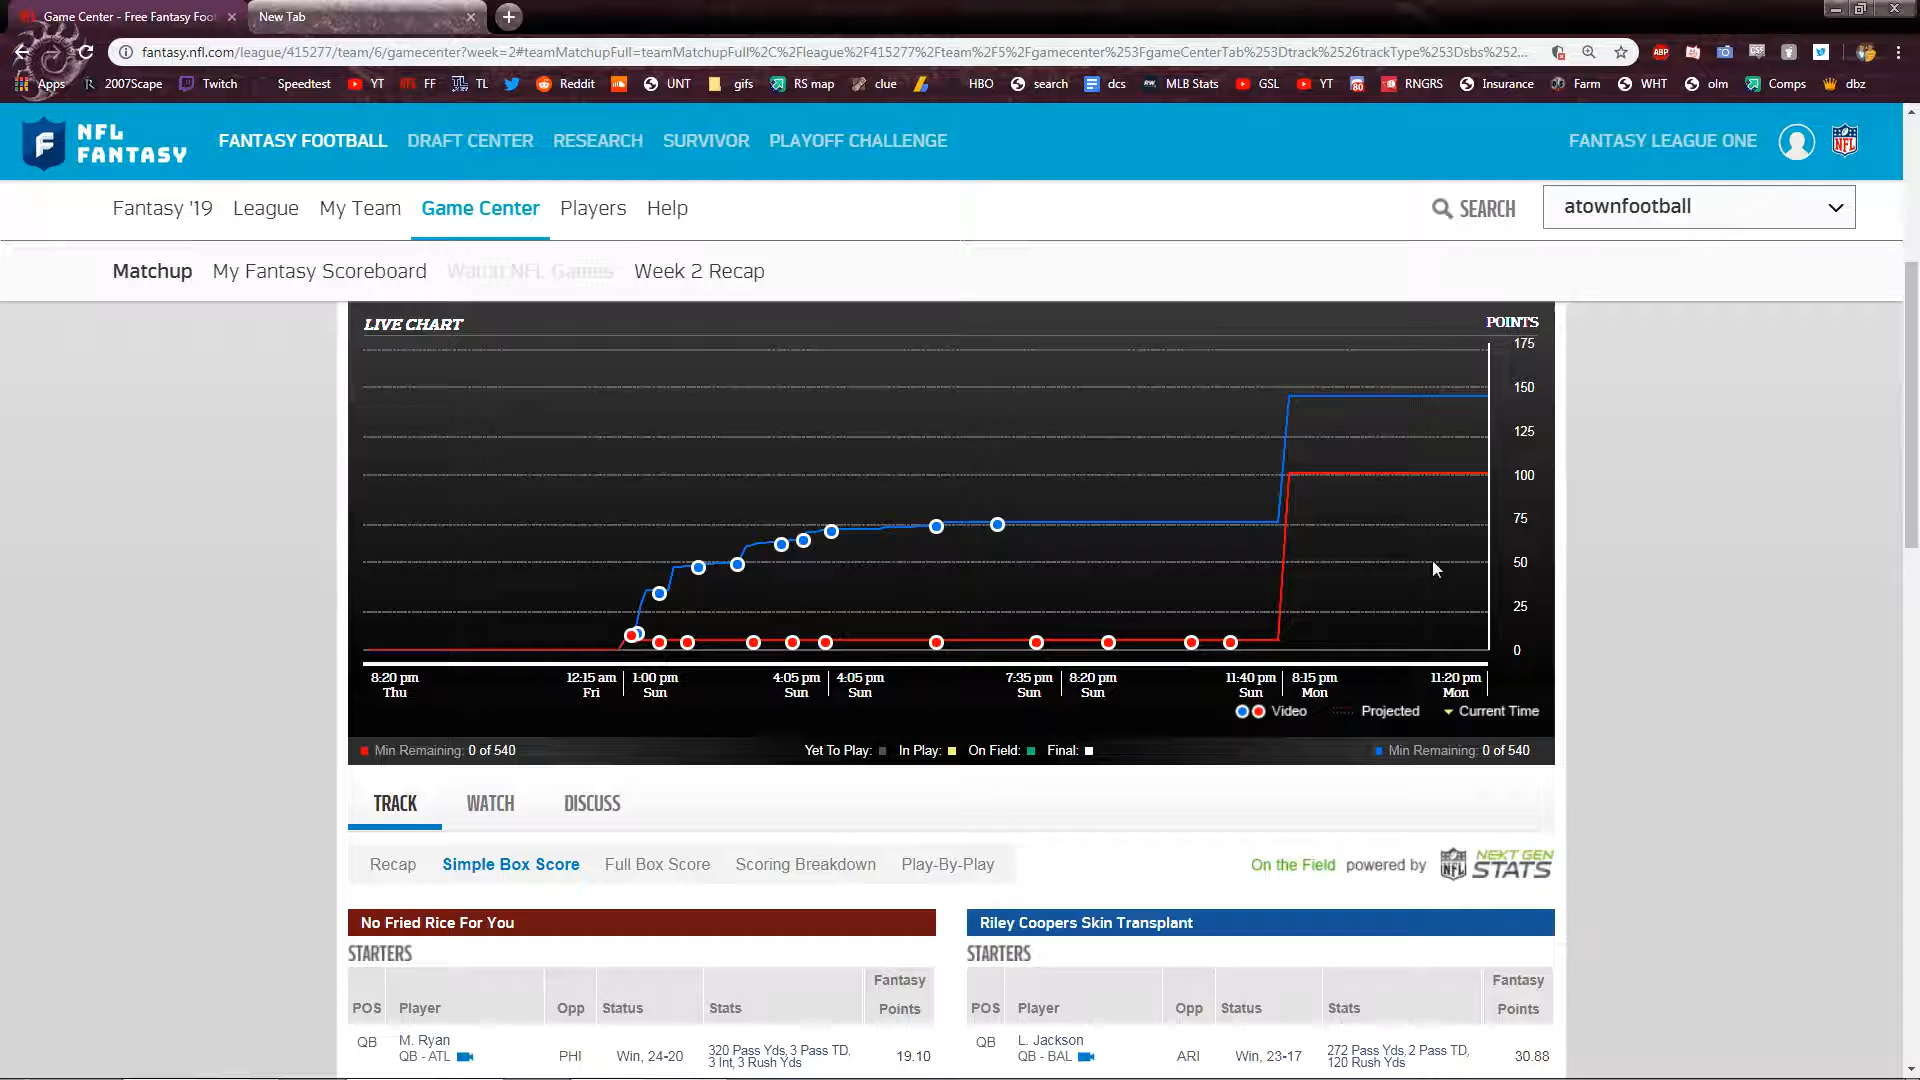 Game Center - Free Fantasy Foot
New Tab
fantasy.nfl.com/league/415277/team/6/gamecenter?week=2#teamMatchupFull=teamMatchupFull%2C%2Fleague%2F415277%2Fteam%2F5%2Fgamecenter%253FgameCenterTab%253Dtrack%2526trackType%253Dsbs%252...
Apps 2007Scape Twitch Speedtest YT FF TL Reddit UNT gifs RS map clue HBO search dcs MLB Stats GSL YT RNGRS Insurance Farm WHT olm Comps dbz
NFL FANTASY
FANTASY FOOTBALL DRAFT CENTER RESEARCH SURVIVOR PLAYOFF CHALLENGE FANTASY LEAGUE ONE
Fantasy '19 League My Team Game Center Players Help SEARCH atownfootball
Matchup My Fantasy Scoreboard Watch NFL Games Week 2 Recap
LIVE CHART POINTS
175
150
125
100
75
50
25
0
8:20 pm 12:15 am 1:00 pm 4:05 pm 4:05 pm 7:35 pm 8:20 pm 11:40 pm 8:15 pm 11:20 pm
Thu Fri Sun Sun Sun Sun Sun Sun Mon Mon
Video Projected Current Time
Min Remaining: 0 of 540 Yet To Play: In Play: On Field: Final: Min Remaining: 0 of 540
TRACK WATCH DISCUSS
Recap Simple Box Score Full Box Score Scoring Breakdown Play-By-Play On the Field powered by NFL NEXT GEN STATS
No Fried Rice For You
STARTERS
POS Player Opp Status Stats Fantasy Points
QB M. Ryan
QB - ATL PHI Win, 24-20 320 Pass Yds, 3 Pass TD, 3 Int, 3 Rush Yds 19.10
Riley Coopers Skin Transplant
STARTERS
POS Player Opp Status Stats Fantasy Points
QB L. Jackson
QB - BAL ARI Win, 23-17 272 Pass Yds, 2 Pass TD, 120 Rush Yds 30.88